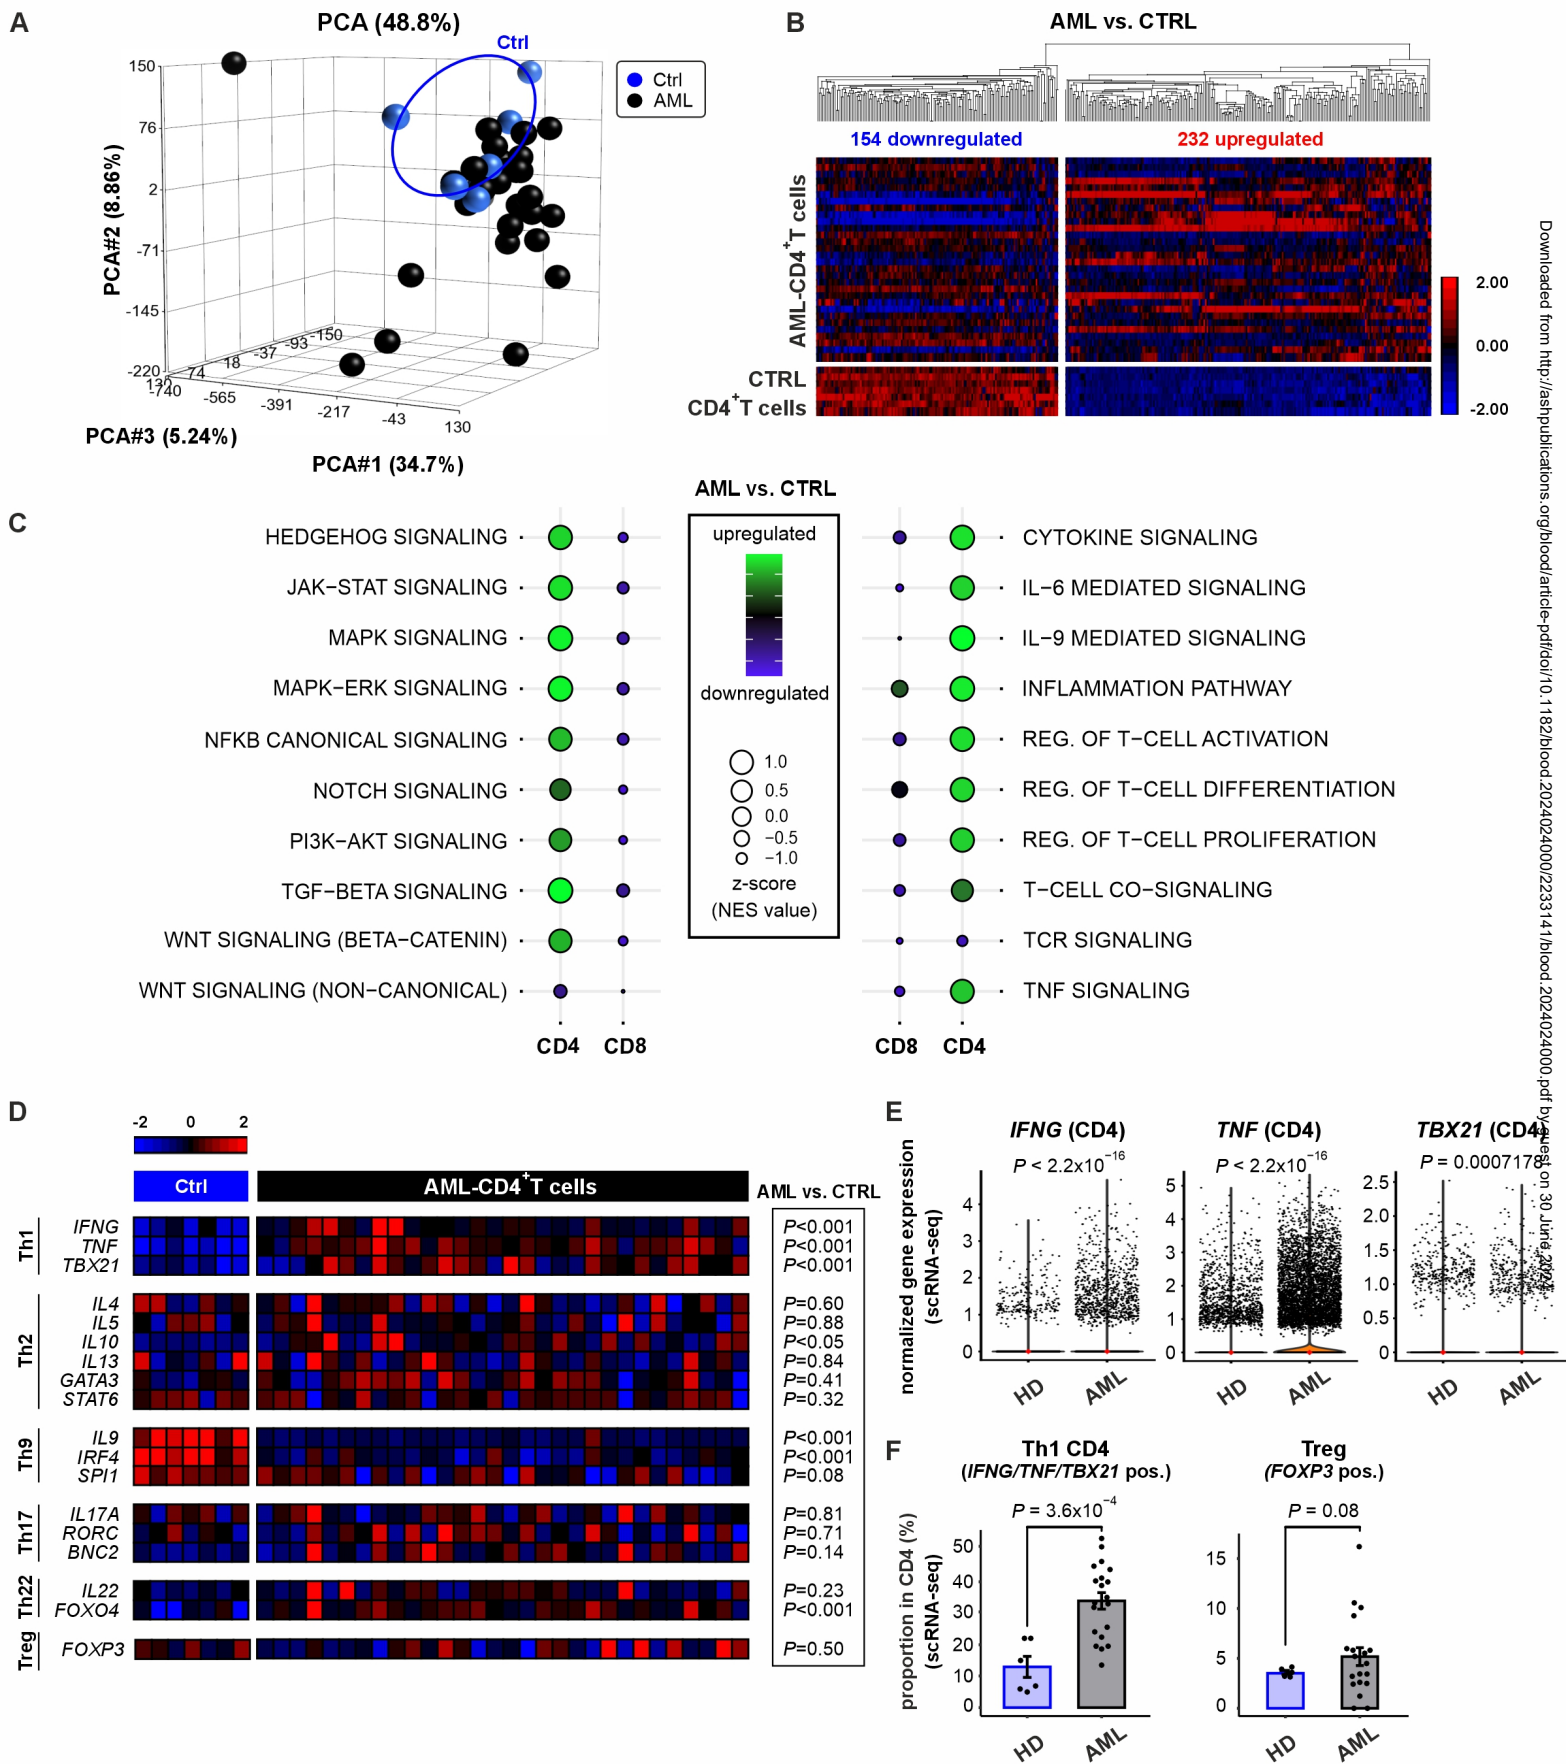 A
PCA (48.8%)
Ctrl
Ctrl
AML
150
76
2
-71
-145
-220
PCA#2 (8.86%)
-150
-93
-37
18
74
130
-740
-565
-391
-217
-43
130
PCA#3 (5.24%)
PCA#1 (34.7%)
B
AML vs. CTRL
154 downregulated
232 upregulated
AML-CD4+T cells
CTRL
CD4+T cells
2.00
0.00
-2.00
C
AML vs. CTRL
HEDGEHOG SIGNALING
JAK−STAT SIGNALING
MAPK SIGNALING
MAPK−ERK SIGNALING
NFKB CANONICAL SIGNALING
NOTCH SIGNALING
PI3K−AKT SIGNALING
TGF−BETA SIGNALING
WNT SIGNALING (BETA−CATENIN)
WNT SIGNALING (NON−CANONICAL)
CD4 CD8
upregulated
downregulated
1.0
0.5
0.0
−0.5
−1.0
z-score
(NES value)
CYTOKINE SIGNALING
IL−6 MEDIATED SIGNALING
IL−9 MEDIATED SIGNALING
INFLAMMATION PATHWAY
REG. OF T−CELL ACTIVATION
REG. OF T−CELL DIFFERENTIATION
REG. OF T−CELL PROLIFERATION
T−CELL CO−SIGNALING
TCR SIGNALING
TNF SIGNALING
CD8 CD4
D
-2 0 2
Ctrl
AML-CD4+T cells
AML vs. CTRL
Th1
IFNG P<0.001
TNF P<0.001
TBX21 P<0.001
Th2
IL4 P=0.60
IL5 P=0.88
IL10 P<0.05
IL13 P=0.84
GATA3 P=0.41
STAT6 P=0.32
Th9
IL9 P<0.001
IRF4 P<0.001
SPI1 P=0.08
Th17
IL17A P=0.81
RORC P=0.71
BNC2 P=0.14
Th22
IL22 P=0.23
FOXO4 P<0.001
Treg
FOXP3 P=0.50
E
normalized gene expression
(scRNA-seq)
IFNG (CD4)
P < 2.2x10−16
4
3
2
1
0
HD
AML
TNF (CD4)
P < 2.2x10−16
5
4
3
2
1
0
HD
AML
TBX21 (CD4)
P = 0.0007178
2.5
2.0
1.5
1.0
0.5
0
HD
AML
F
proportion in CD4 (%)
(scRNA-seq)
Th1 CD4
(IFNG/TNF/TBX21 pos.)
P = 3.6x10−4
50
40
30
20
10
0
HD
AML
Treg
(FOXP3 pos.)
P = 0.08
15
10
5
0
HD
AML
Downloaded from http://ashpublications.org/blood/article-pdf/doi/10.1182/blood.2024024000/2233141/blood.2024024000.pdf by guest on 30 June 2024